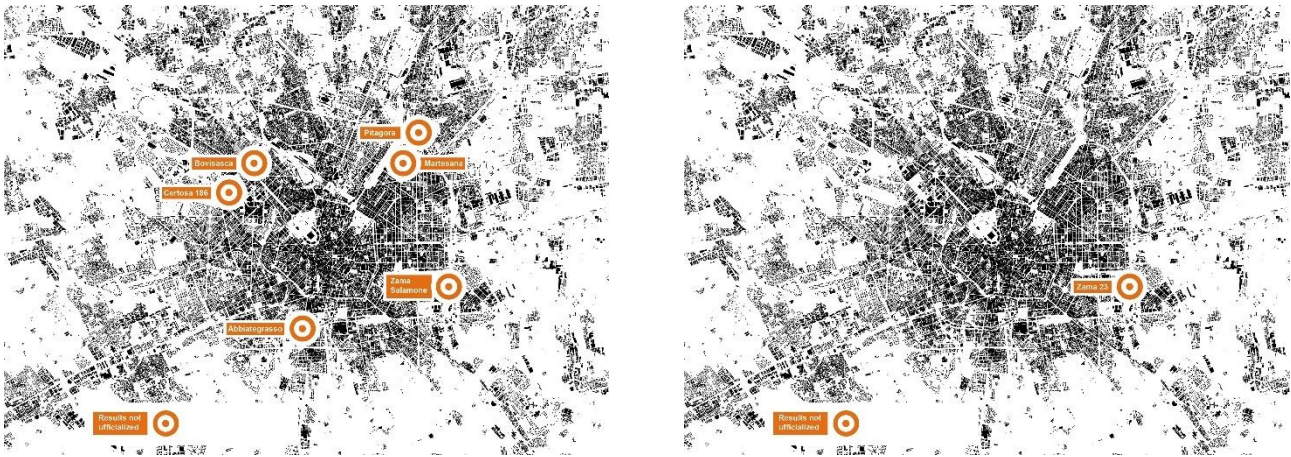 Pitagora
Bovisasca
Martesana
Certosa 186
Zama
Salamone
Abbiategrasso
Results not
ufficialized
Zama 23
Results not
ufficialized